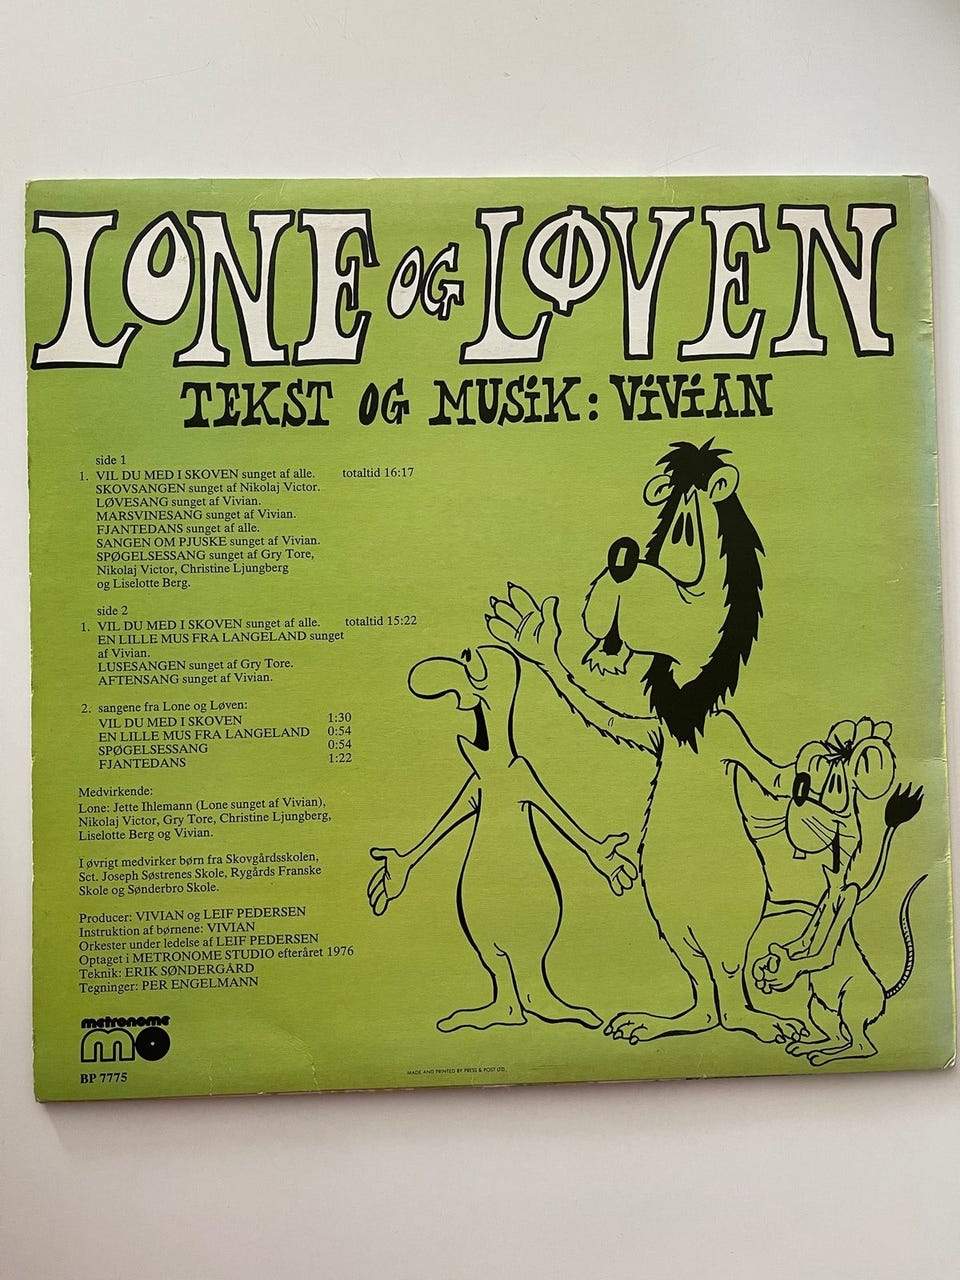 LONE OG LØVEN
TEKST OG MUSiK: ViViAN
side 1
1. VIL DU MED I SKOVEN sunget af alle. totaltid 16:17
SKOVSANGEN sunget af Nikolaj Victor.
LØVESANG sunget af Vivian.
MARSVINESANG sunget af Vivian.
FJANTEDANS sunget af alle.
SANGEN OM PJUSKE sunget af Vivian.
SPØGELSESSANG sunget af Gry Tore,
Nikolaj Victor, Christine Ljungberg
og Liselotte Berg.
side 2
1. VIL DU MED I SKOVEN sunget af alle. totaltid 15:22
EN LILLE MUS FRA LANGELAND sunget
af Vivian.
LUSESANGEN sunget af Gry Tore.
AFTENSANG sunget af Vivian.
2. sangene fra Lone og Løven:
VIL DU MED I SKOVEN 1:30
EN LILLE MUS FRA LANGELAND 0:54
SPØGELSESSANG 0:54
FJANTEDANS 1:22
Medvirkende:
Lone: Jette Ihlemann (Lone sunget af Vivian),
Nikolaj Victor, Gry Tore, Christine Ljungberg,
Liselotte Berg og Vivian.
I øvrigt medvirker børn fra Skovgårdsskolen,
Sct. Joseph Søstrenes Skole, Rygårds Franske
Skole og Sønderbro Skole.
Producer: VIVIAN og LEIF PEDERSEN
Instruktion af børnene: VIVIAN
Orkester under ledelse af LEIF PEDERSEN
Optaget i METRONOME STUDIO efteråret 1976
Teknik: ERIK SØNDERGÅRD
Tegninger: PER ENGELMANN
metronome
mo
BP 7775
MADE AND PRINTED BY PRESS & POST LTD.